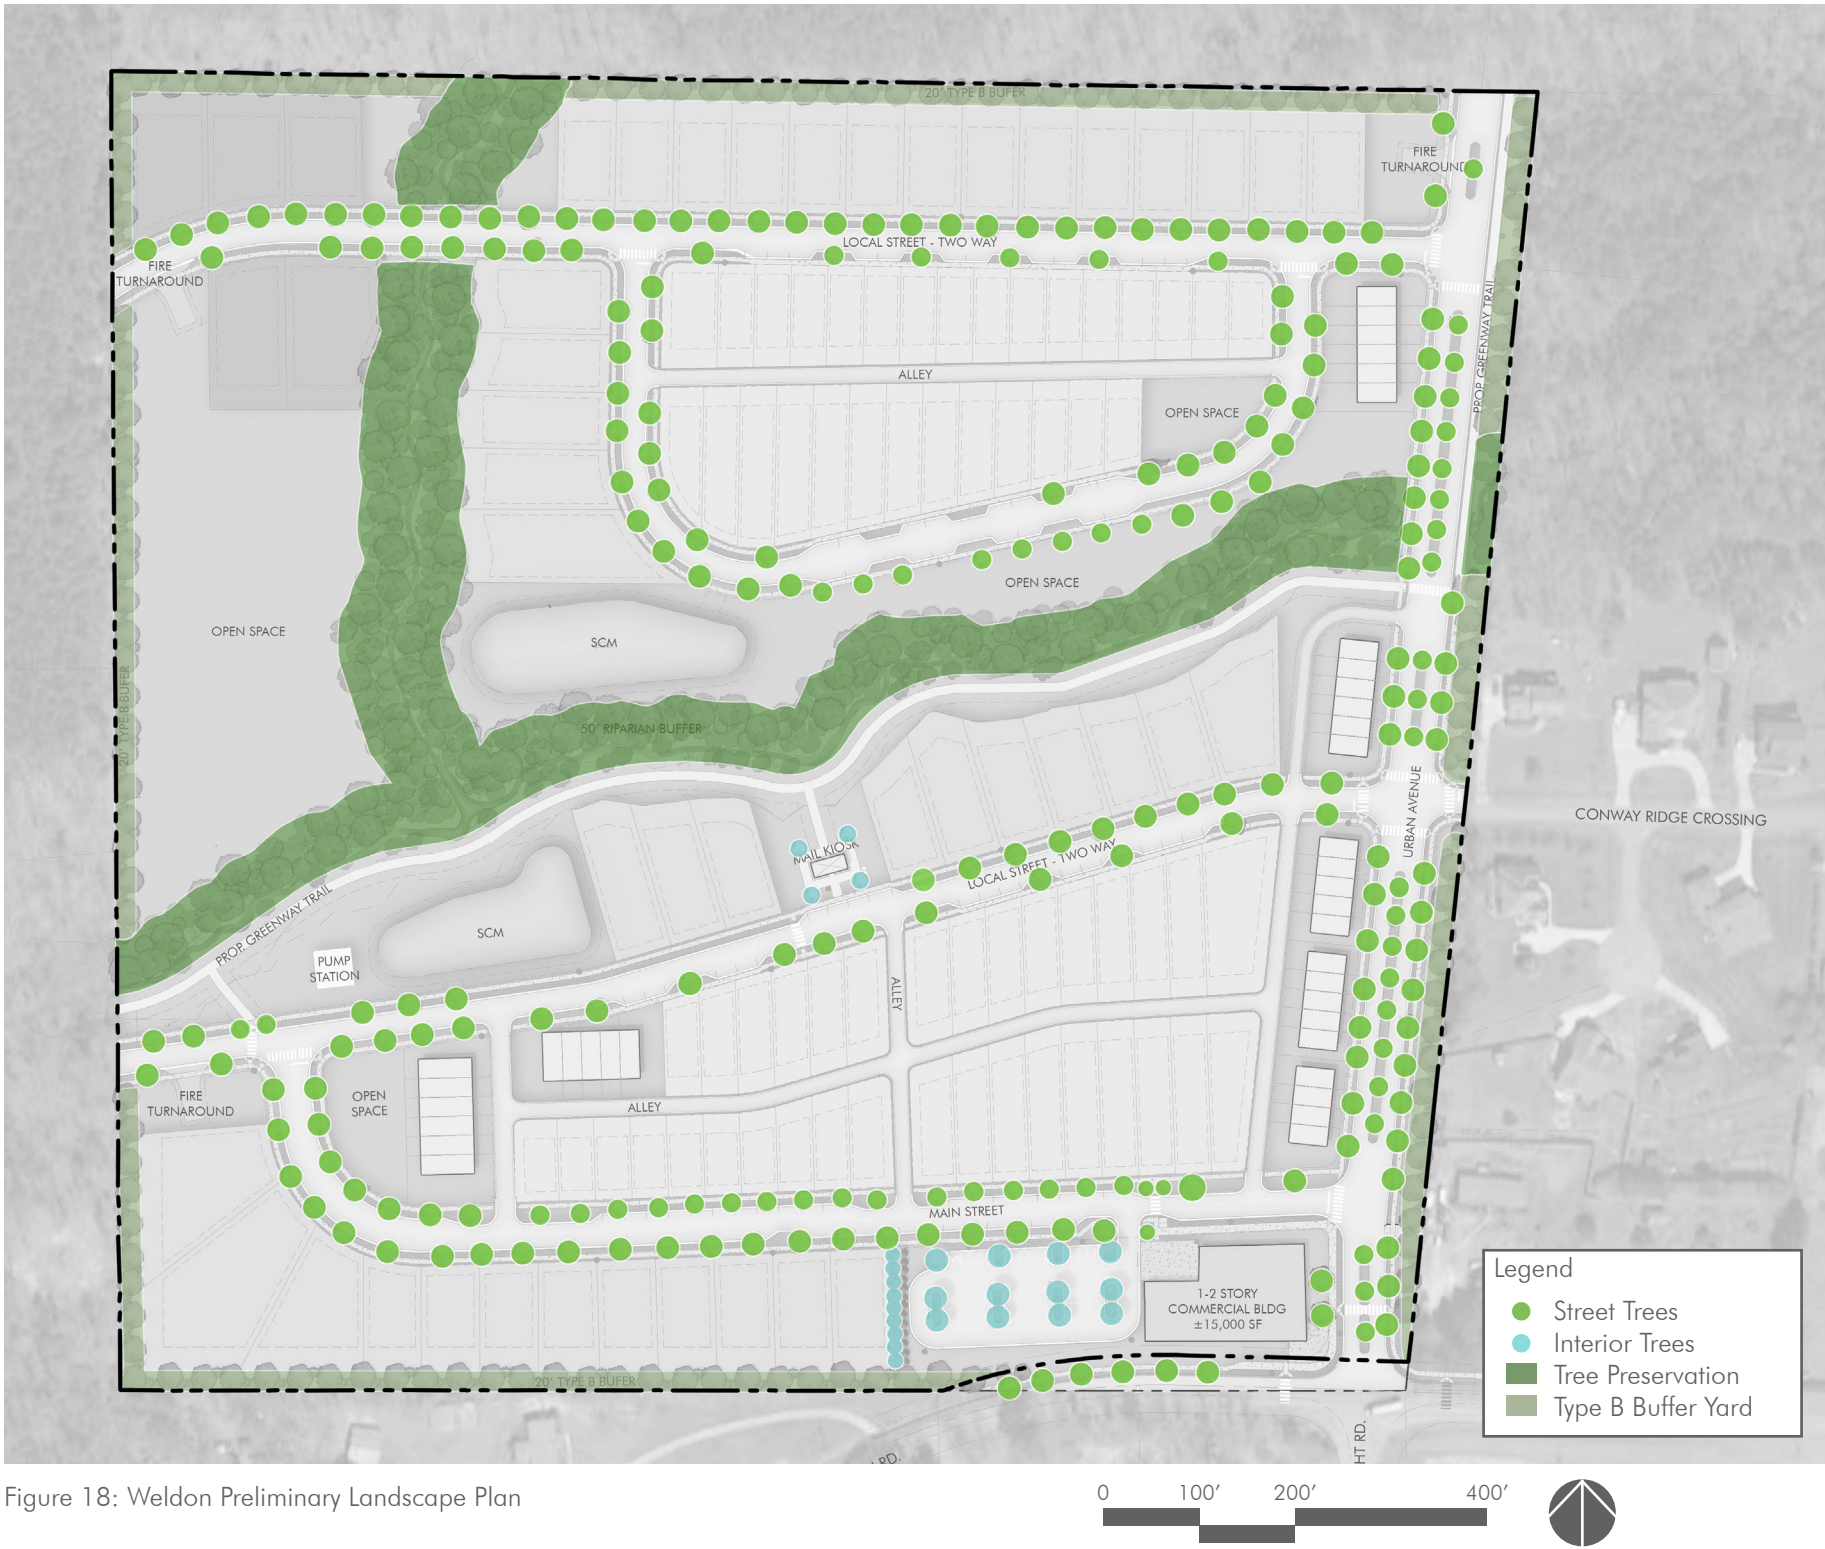 20' TYPE B BUFER
FIRE
TURNAROUND
LOCAL STREET - TWO WAY
FIRE
TURNAROUND
PROP. GREENWAY TRAIL
ALLEY
OPEN SPACE
OPEN SPACE
OPEN SPACE
SCM
20' TYPE B BUFER
50' RIPARIAN BUFFER
URBAN AVENUE
CONWAY RIDGE CROSSING
MAIL KIOSK
LOCAL STREET - TWO WAY
PROP. GREENWAY TRAIL
SCM
PUMP
STATION
ALLEY
FIRE
TURNAROUND
OPEN
SPACE
ALLEY
MAIN STREET
1-2 STORY
COMMERCIAL BLDG
±15,000 SF
20' TYPE B BUFER
RD.
HT RD.
Legend
Street Trees
Interior Trees
Tree Preservation
Type B Buffer Yard
Figure 18: Weldon Preliminary Landscape Plan
0 100' 200' 400'